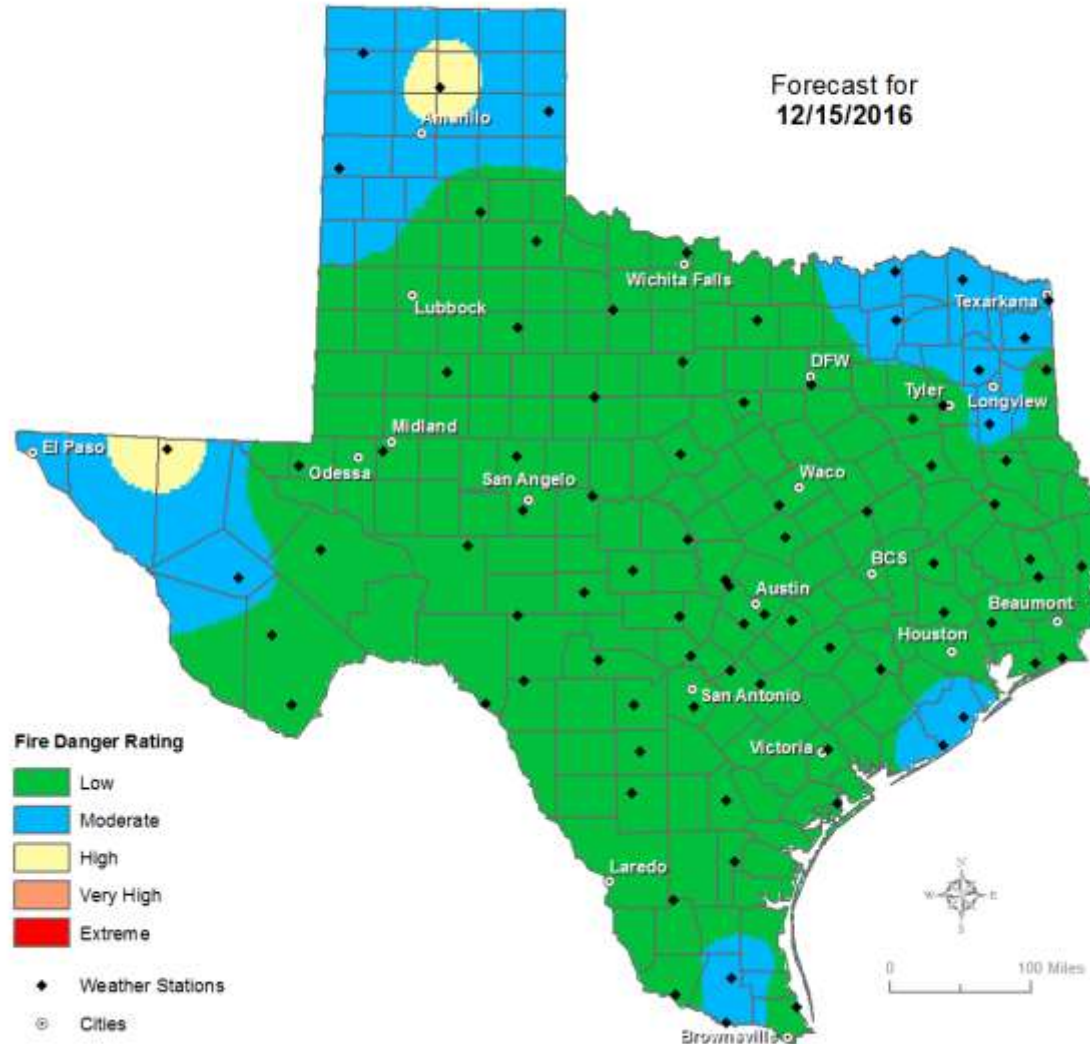 Forecast for
12/15/2016
Amarillo
Wichita Falls
Lubbock
Texarkana
DFW
Tyler
Longview
El Paso
Midland
Odessa
San Angelo
Waco
BCS
Austin
Beaumont
Houston
San Antonio
Victoria
Laredo
Brownsville
Fire Danger Rating
Low
Moderate
High
Very High
Extreme
Weather Stations
Cities
N
W E
S
0 100 Miles